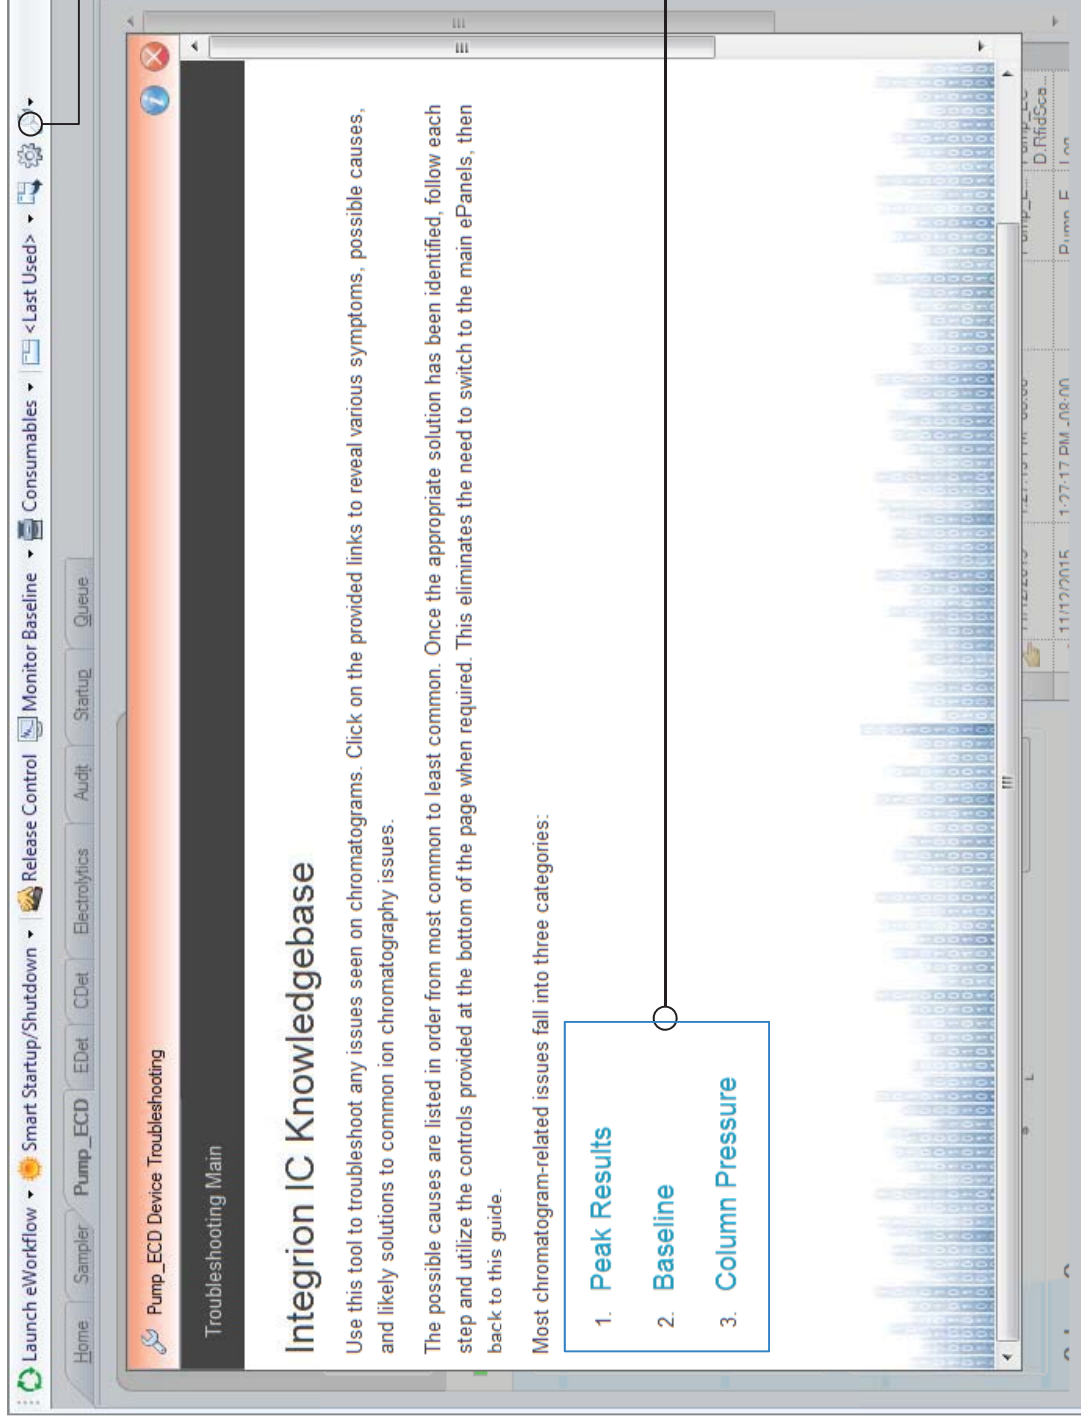 Launch eWorkflow Smart Startup/Shutdown Release Control Monitor Baseline Consumables <Last Used>
Home Sampler Pump_ECD EDet CDet Electrolytics Audit Startup Queue
Pump_ECD Device Troubleshooting
Troubleshooting Main
Integrion IC Knowledgebase
Use this tool to troubleshoot any issues seen on chromatograms. Click on the provided links to reveal various symptoms, possible causes,
and likely solutions to common ion chromatography issues.
The possible causes are listed in order from most common to least common. Once the appropriate solution has been identified, follow each
step and utilize the controls provided at the bottom of the page when required. This eliminates the need to switch to the main ePanels, then
back to this guide.
Most chromatogram-related issues fall into three categories:
1. Peak Results
2. Baseline
3. Column Pressure
D.RfidSca...
11/12/2015 1:27:17 PM -08:00 Pump_E Log